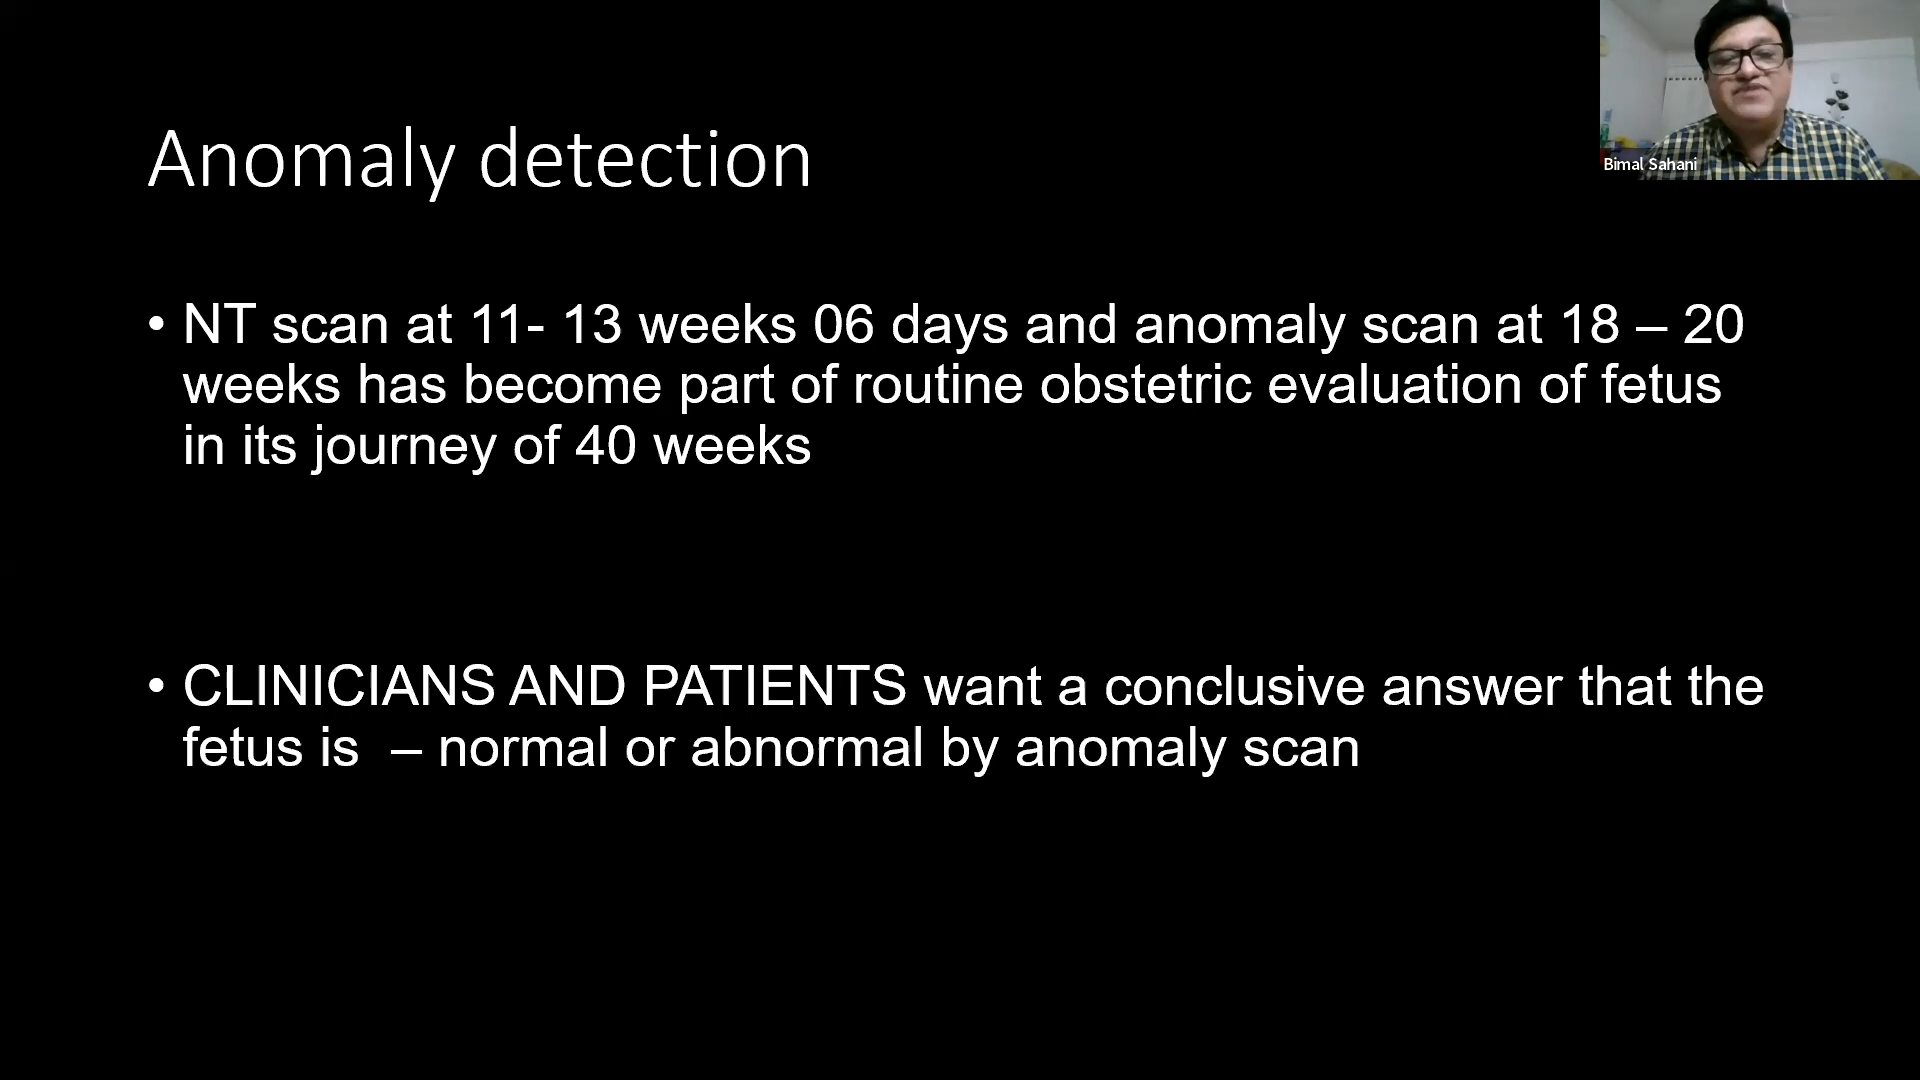 Bimal Sahani
Anomaly detection
• NT scan at 11- 13 weeks 06 days and anomaly scan at 18 – 20
weeks has become part of routine obstetric evaluation of fetus
in its journey of 40 weeks
• CLINICIANS AND PATIENTS want a conclusive answer that the
fetus is  – normal or abnormal by anomaly scan